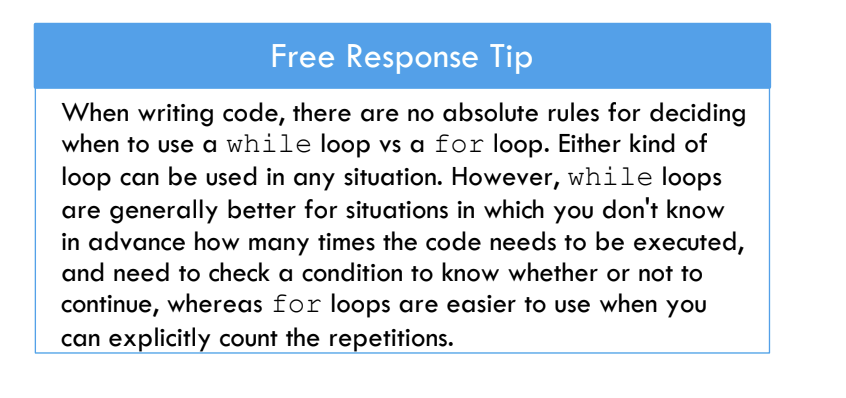 Free Response Tip
When writing code, there are no absolute rules for deciding
when to use a while loop vs a for loop. Either kind of
loop can be used in any situation. However, while loops
are generally better for situations in which you don't know
in advance how many times the code needs to be executed,
and need to check a condition to know whether or not to
continue, whereas for loops are easier to use when you
can explicitly count the repetitions.